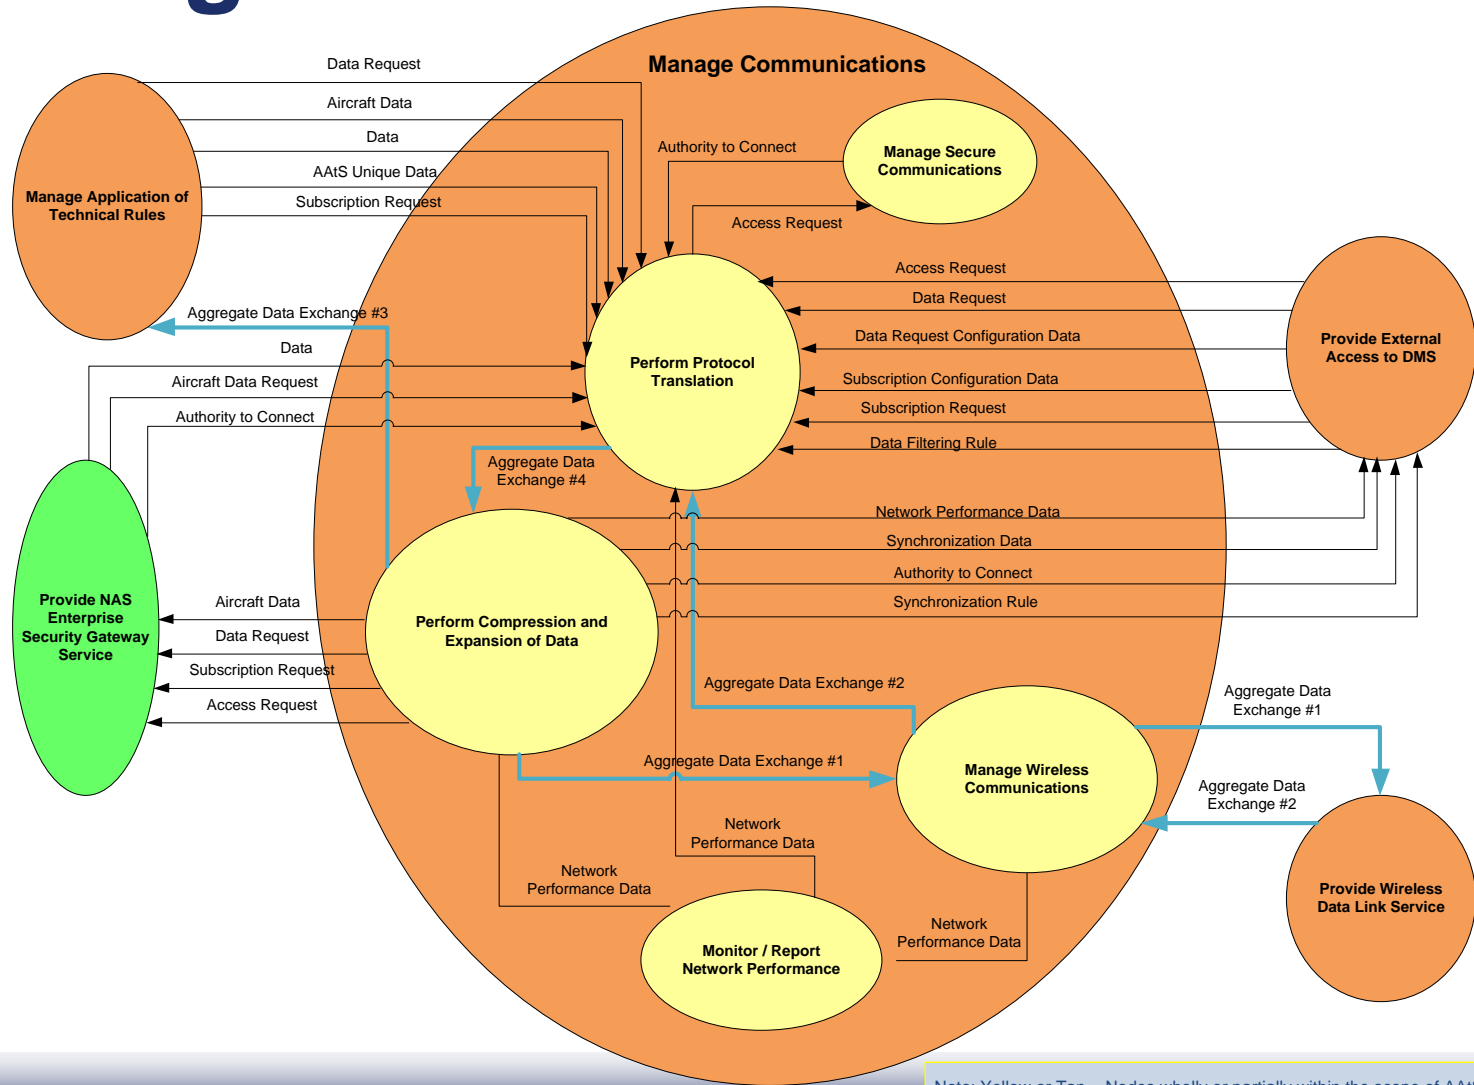 Manage Communications
Data Request
Aircraft Data
Data
AAtS Unique Data
Subscription Request
Manage Application of
Technical Rules
Authority to Connect
Manage Secure
Communications
Access Request
Access Request
Data Request
Data Request Configuration Data
Subscription Configuration Data
Subscription Request
Data Filtering Rule
Provide External
Access to DMS
Aggregate Data Exchange #3
Data
Aircraft Data Request
Authority to Connect
Perform Protocol
Translation
Aggregate Data
Exchange #4
Network Performance Data
Synchronization Data
Authority to Connect
Synchronization Rule
Provide NAS
Enterprise
Security Gateway
Service
Aircraft Data
Data Request
Subscription Request
Access Request
Perform Compression and
Expansion of Data
Aggregate Data Exchange #2
Aggregate Data Exchange #1
Manage Wireless
Communications
Aggregate Data
Exchange #1
Aggregate Data
Exchange #2
Provide Wireless
Data Link Service
Network
Performance Data
Network
Performance Data
Network
Performance Data
Monitor / Report
Network Performance